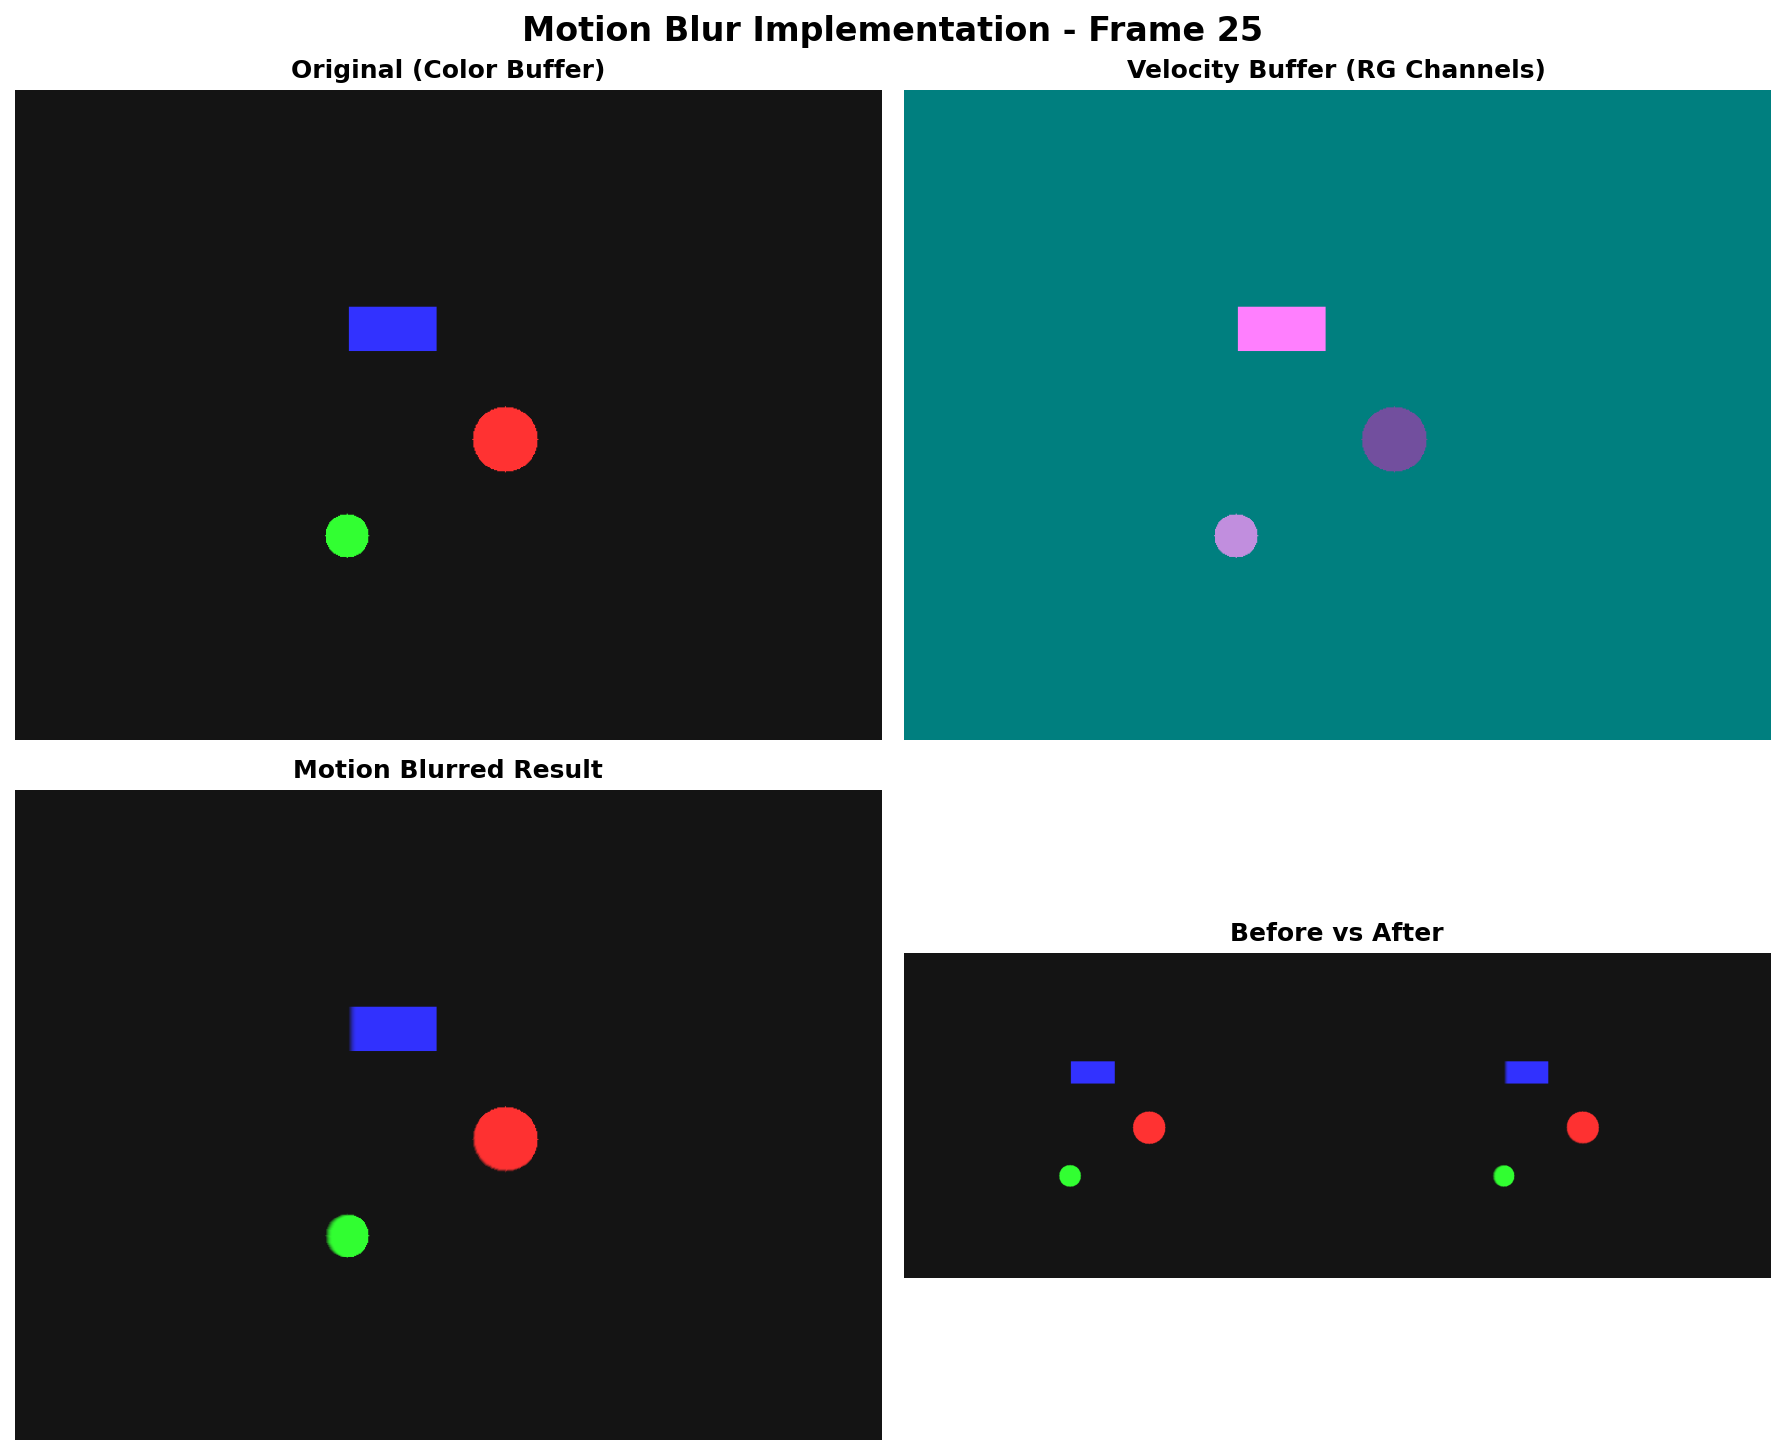 Motion Blur Implementation - Frame 25
Original (Color Buffer)
Velocity Buffer (RG Channels)
Motion Blurred Result
Before vs After